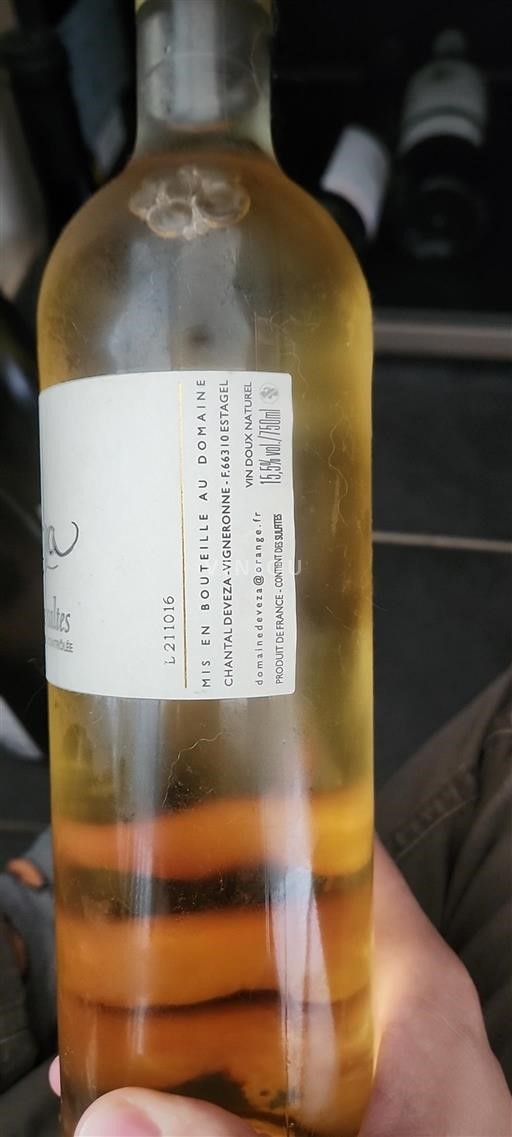 L 211016
MIS EN BOUTEILLE AU DOMAINE
CHANTAL DEVEZA - VIGNERONNE - F.66310 ESTAGEL
VIN DOUX NATUREL
domainedeveza@orange.fr
15,5% vol./750ml
PRODUIT DE FRANCE - CONTIENT DES SULFITES